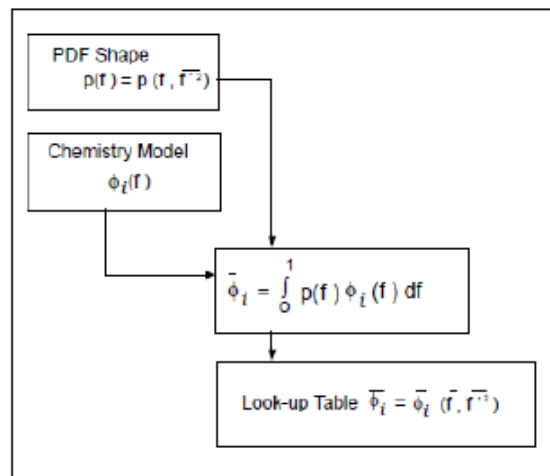 PDF Shape
p(f) = p (f , f'²)
Chemistry Model
ϕᵢ(f)
ϕ̄ᵢ = ∫₀¹ p(f) ϕᵢ (f) df
Look-up Table ϕ̄ᵢ = ϕ̄ᵢ (f̄, f'²)